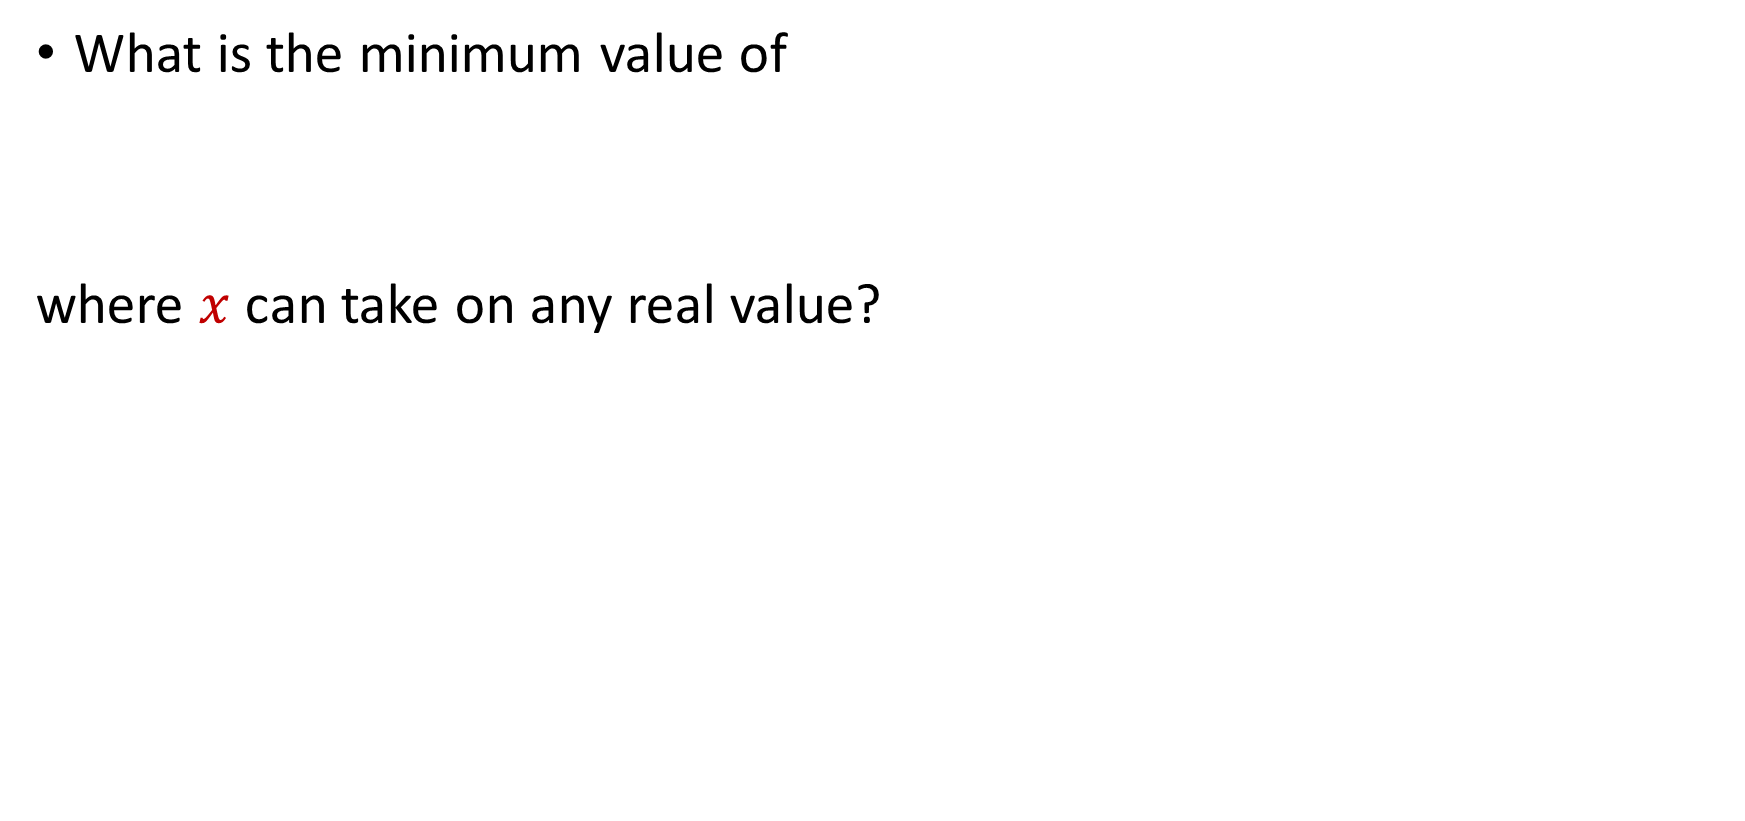 • What is the minimum value of
where 𝑥 can take on any real value?